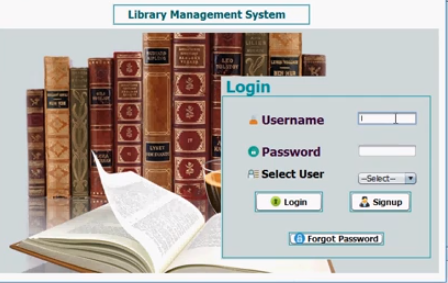 Library Management System
Login
Username
Password
Select User
--Select--
Login
Signup
Forgot Password